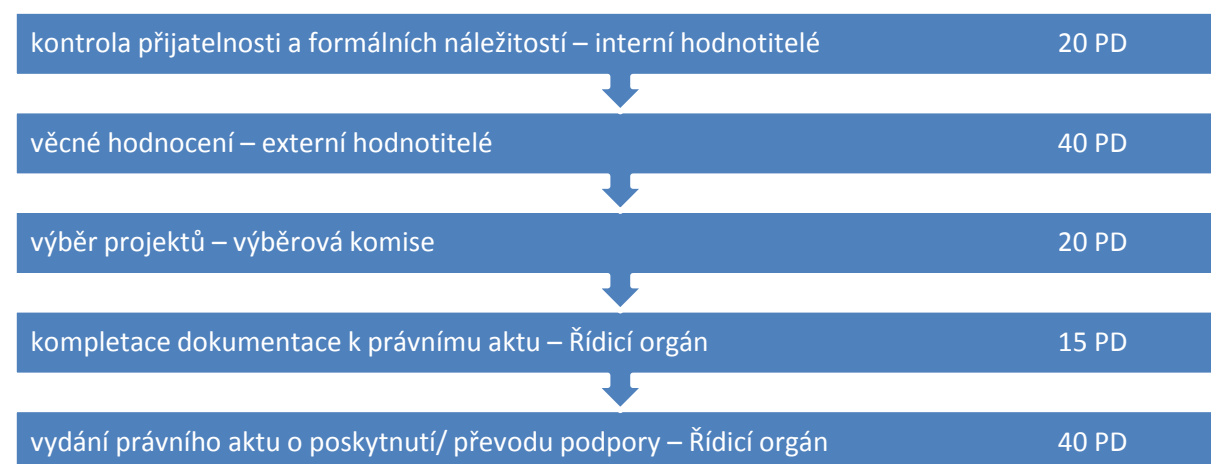 kontrola přijatelnosti a formálních náležitostí – interní hodnotitelé 20 PD
věcné hodnocení – externí hodnotitelé 40 PD
výběr projektů – výběrová komise 20 PD
kompletace dokumentace k právnímu aktu – Řídicí orgán 15 PD
vydání právního aktu o poskytnutí/ převodu podpory – Řídicí orgán 40 PD